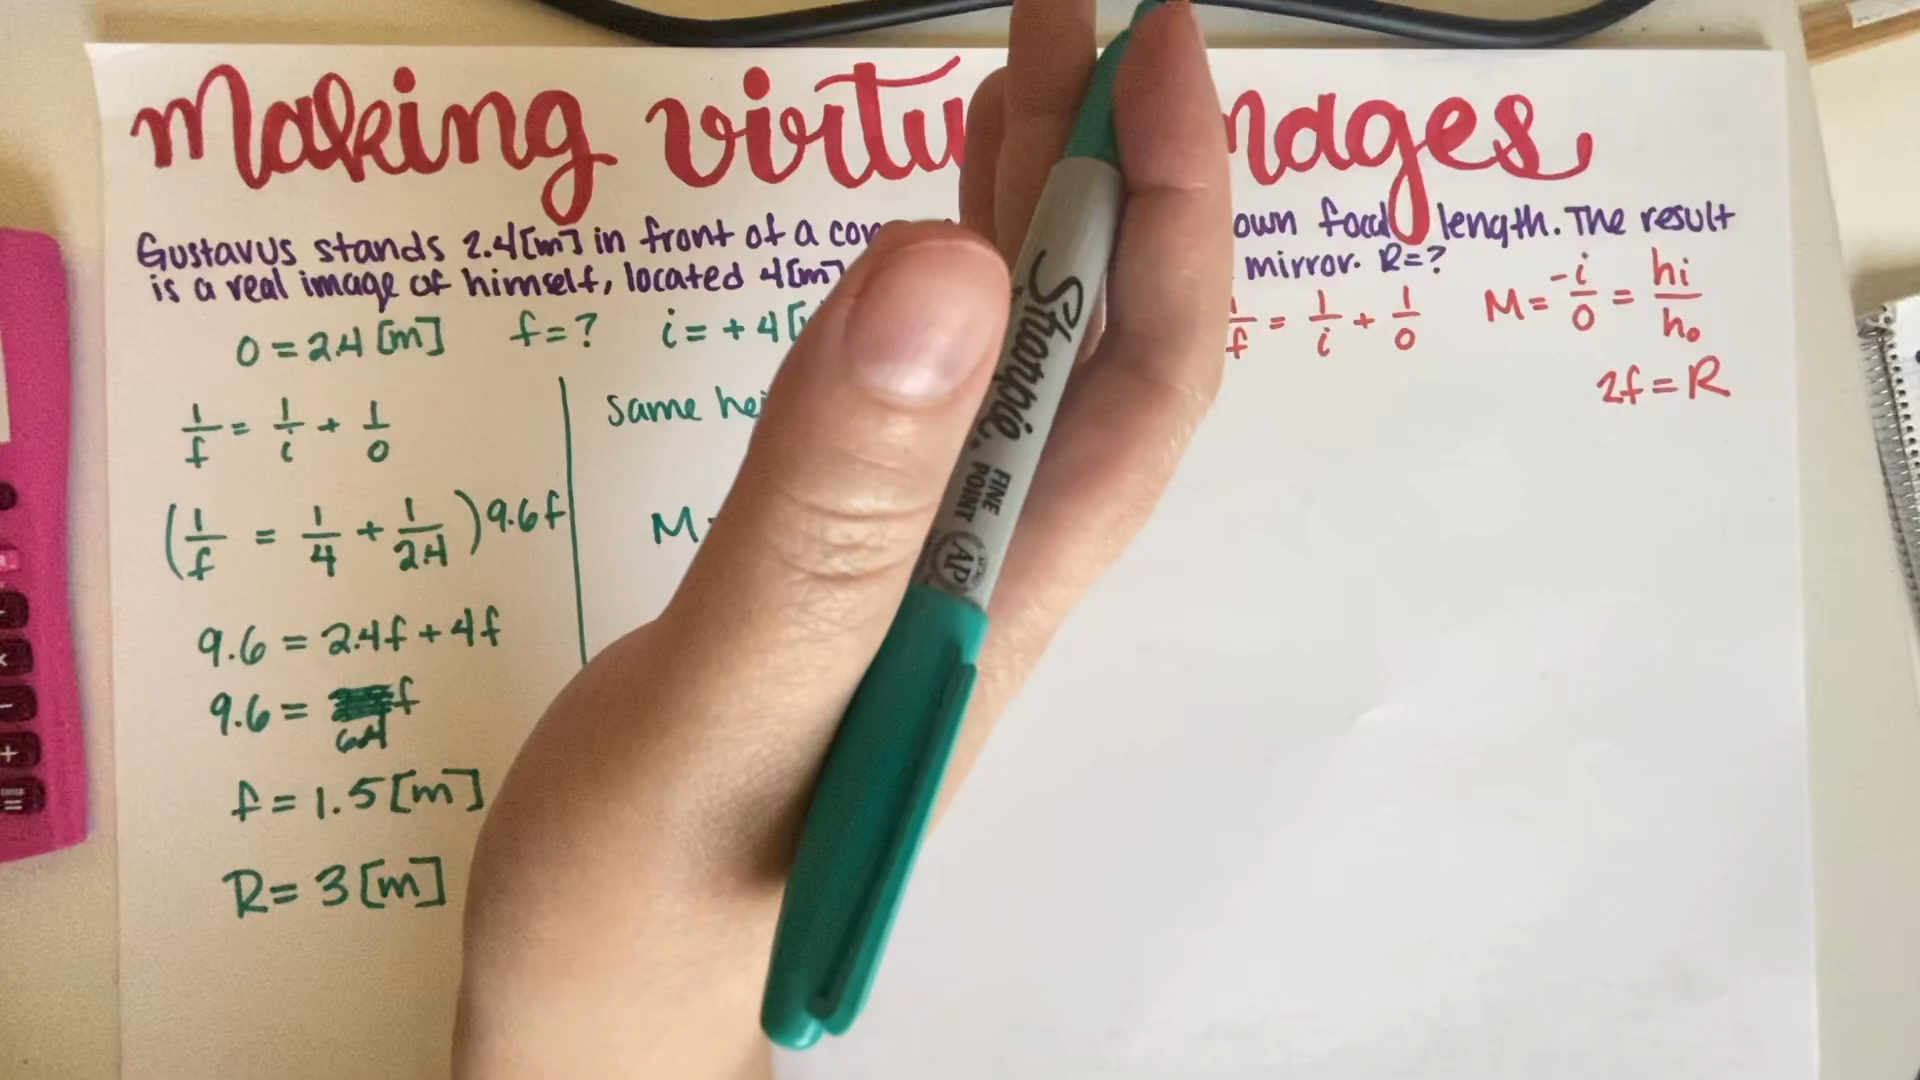 Making virtu mages
Gustavus stands 2.4[m] in front of a own focal length. The result
is a real image of himself, located 4[m] mirror. R=?
o = 2.4 [m] f = ? i = + 4 [
1/f = 1/i + 1/o
M = -i/o = hi/ho
2f = R
1/f = 1/i + 1/o
same
(1/f = 1/4 + 1/2.4) 9.6f
M
9.6 = 2.4f + 4f
9.6 = f
6.4
f = 1.5 [m]
R = 3 [m]
Sharpie
FINE
POINT
AP